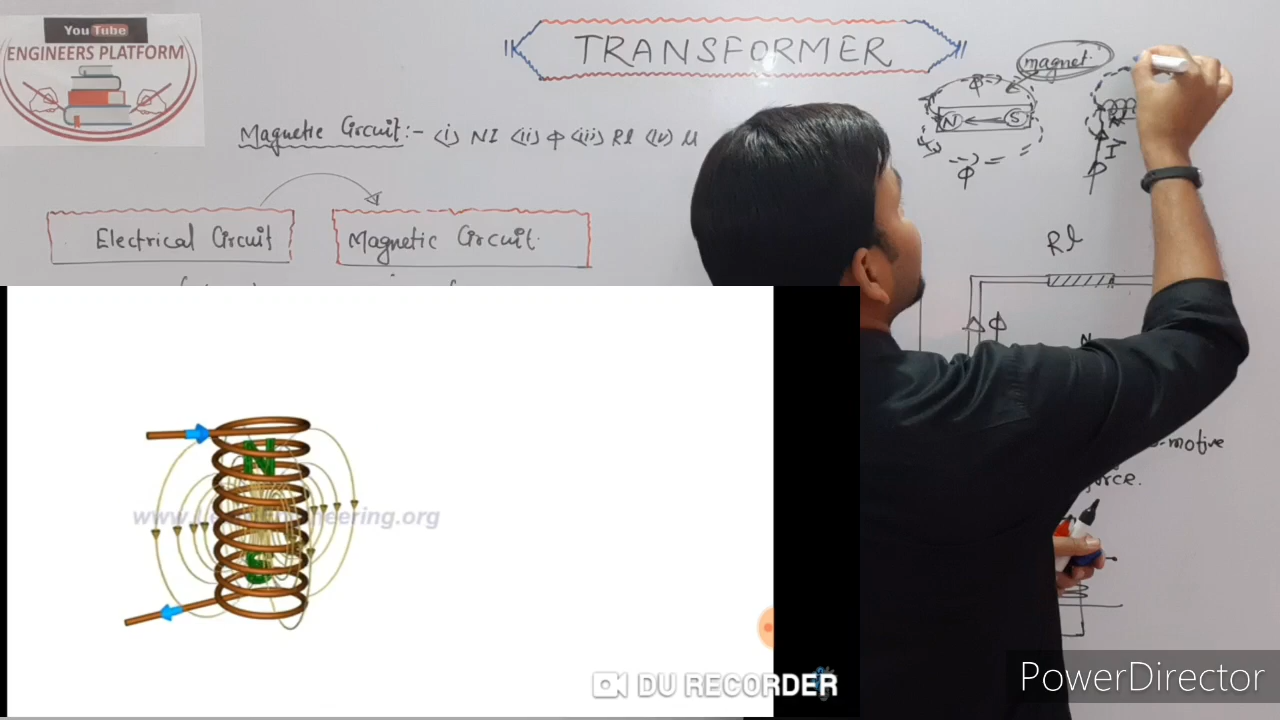 You Tube
ENGINEERS PLATFORM
TRANSFORMER
magnet.
Magnetic Circuit:- <i> NI <ii> Φ <iii> Rl <iv> μ
Φ
N S
Φ
N
I
Electrical Circuit
Magnetic Circuit.
Rl
Φ
motive
force.
N
S
DU RECORDER
PowerDirector